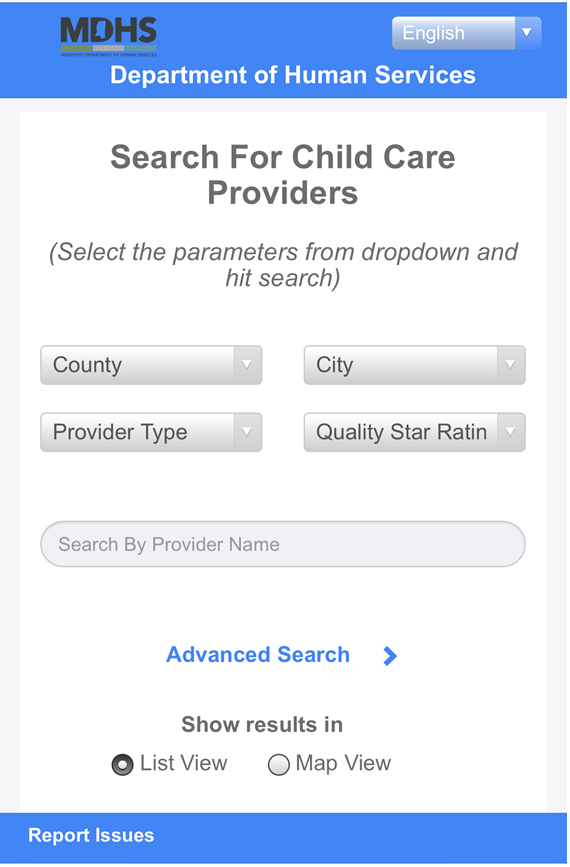 MDHS
MISSISSIPPI DEPARTMENT OF HUMAN SERVICES
English
Department of Human Services
Search For Child Care
Providers
(Select the parameters from dropdown and
hit search)
County
City
Provider Type
Quality Star Ratin
Search By Provider Name
Advanced Search
Show results in
List View
Map View
Report Issues